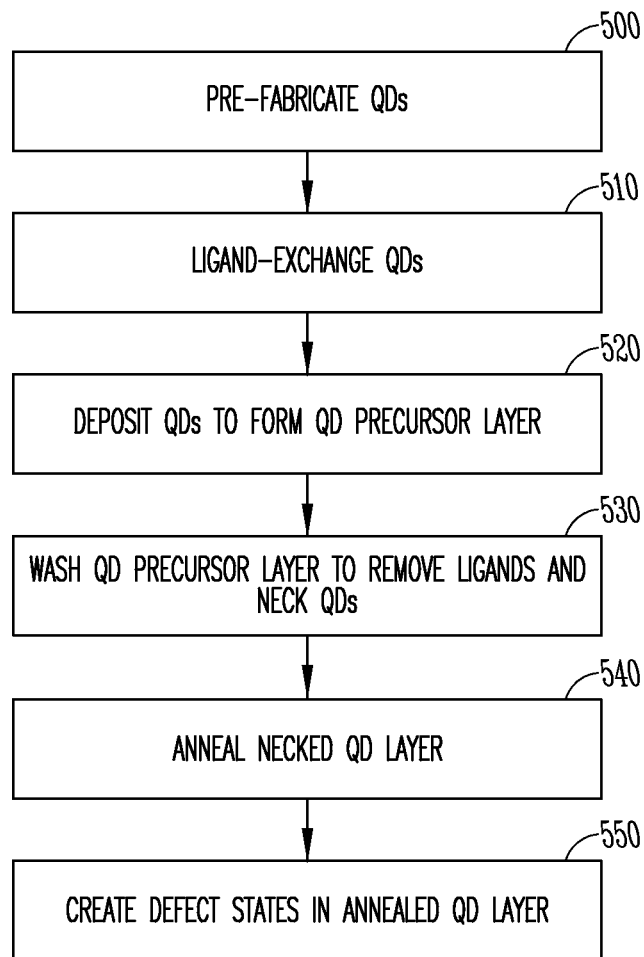 500
PRE-FABRICATE QDs
510
LIGAND-EXCHANGE QDs
520
DEPOSIT QDs TO FORM QD PRECURSOR LAYER
530
WASH QD PRECURSOR LAYER TO REMOVE LIGANDS AND
NECK QDs
540
ANNEAL NECKED QD LAYER
550
CREATE DEFECT STATES IN ANNEALED QD LAYER